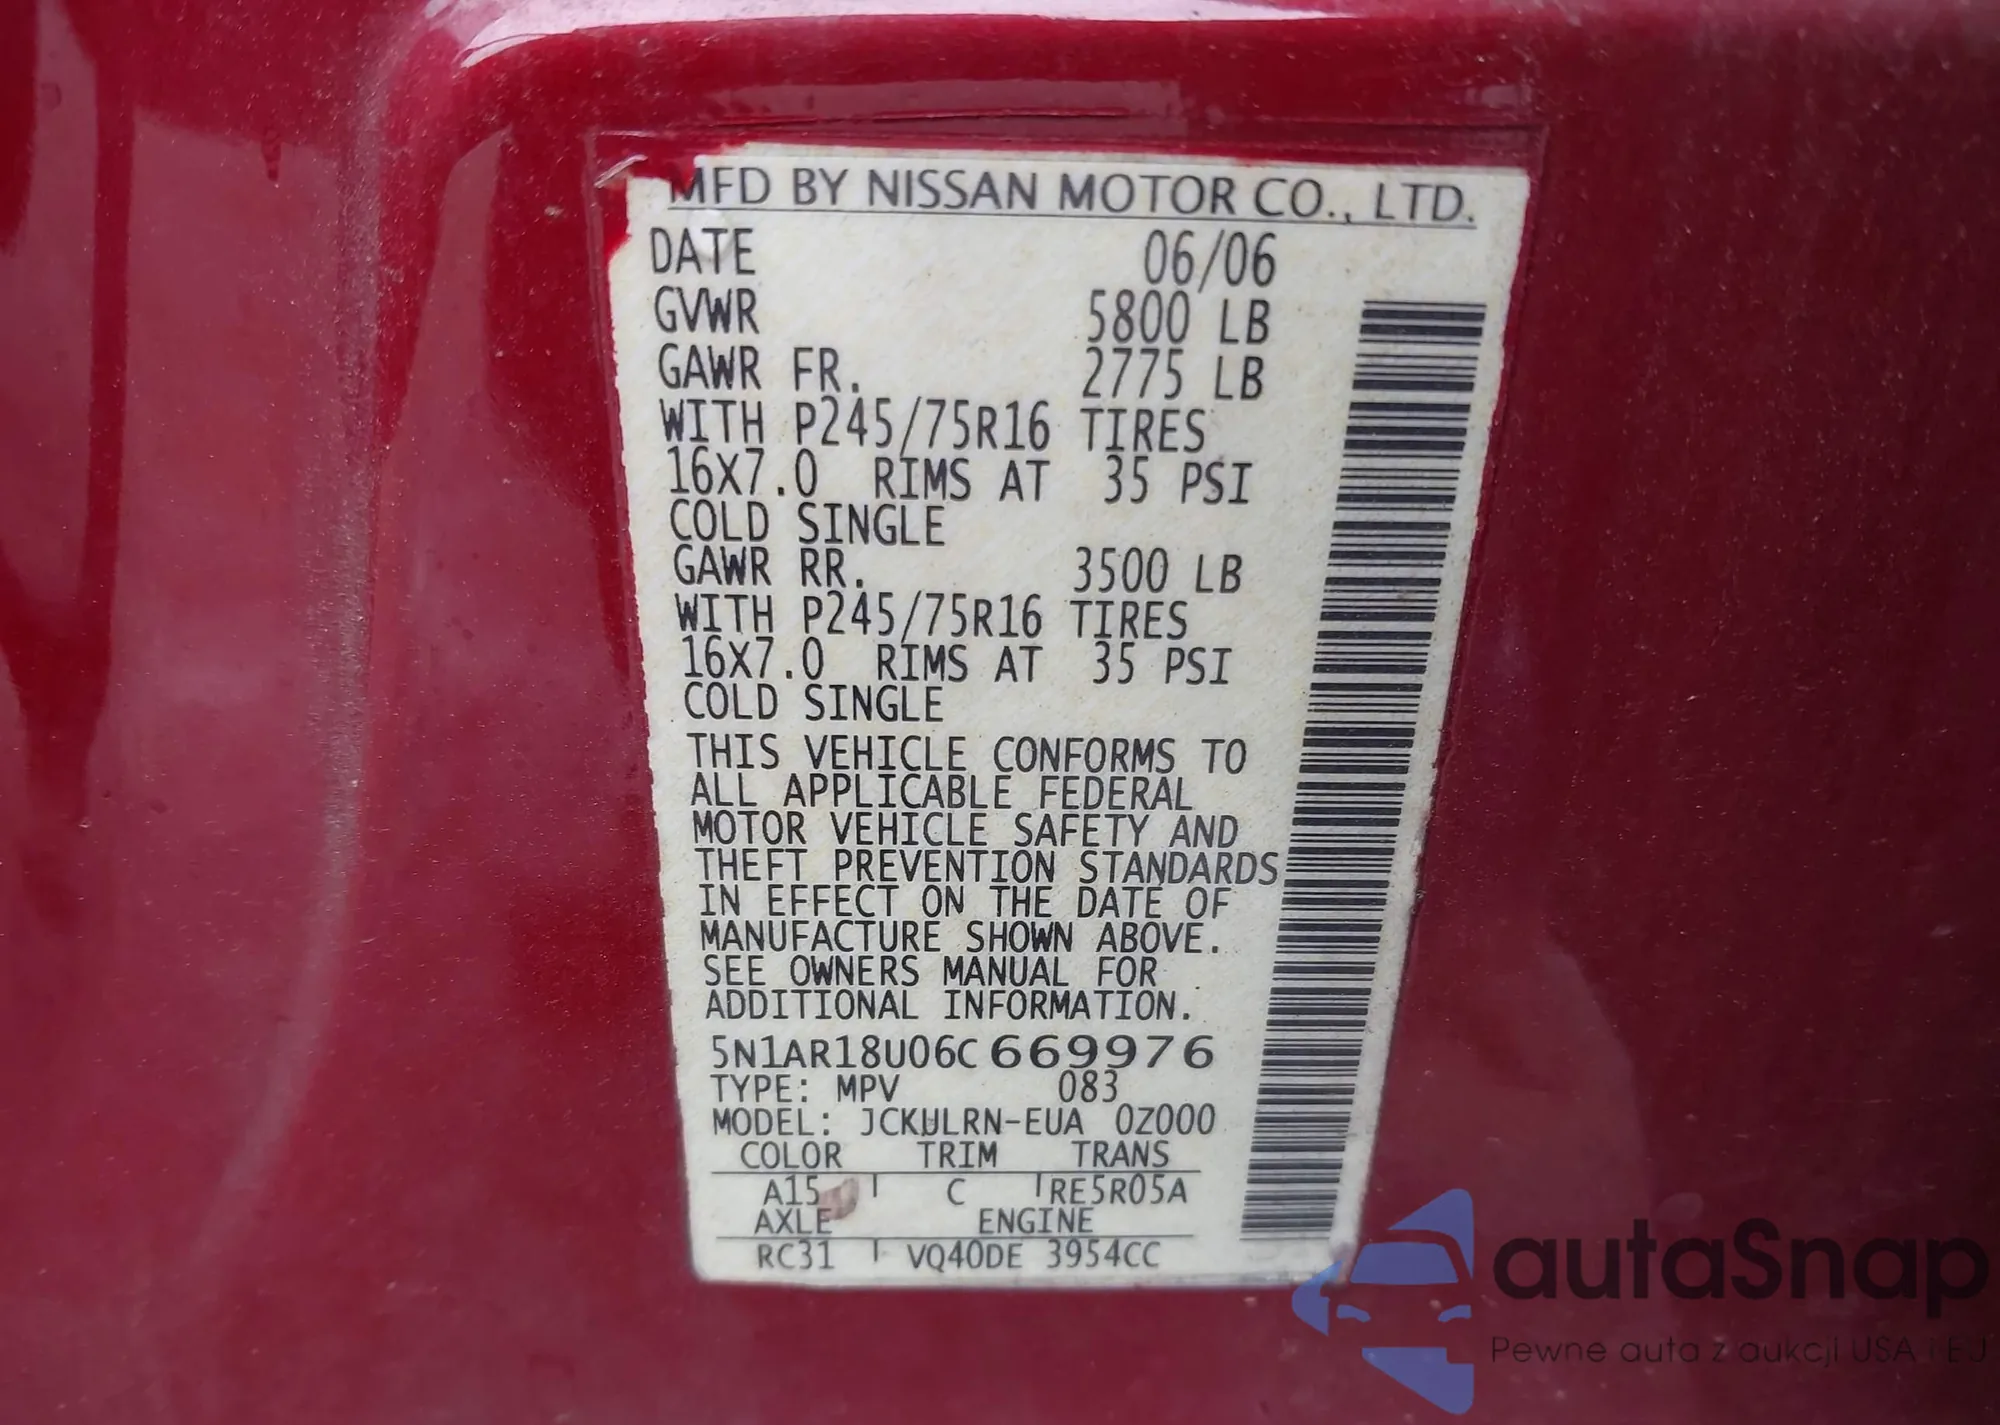 MFD BY NISSAN MOTOR CO., LTD.
DATE 06/06
GVWR 5800 LB
GAWR FR. 2775 LB
WITH P245/75R16 TIRES
16X7.0 RIMS AT 35 PSI
COLD SINGLE
GAWR RR. 3500 LB
WITH P245/75R16 TIRES
16X7.0 RIMS AT 35 PSI
COLD SINGLE
THIS VEHICLE CONFORMS TO
ALL APPLICABLE FEDERAL
MOTOR VEHICLE SAFETY AND
THEFT PREVENTION STANDARDS
IN EFFECT ON THE DATE OF
MANUFACTURE SHOWN ABOVE.
SEE OWNERS MANUAL FOR
ADDITIONAL INFORMATION.
5N1AR18U06C669976
TYPE: MPV 083
MODEL: JCKULRN-EUA 0Z000
COLOR TRIM TRANS
A15 C RE5R05A
AXLE ENGINE
RC31 VQ40DE 3954CC
autaSnap
Pewne auta z aukcji USA i EU